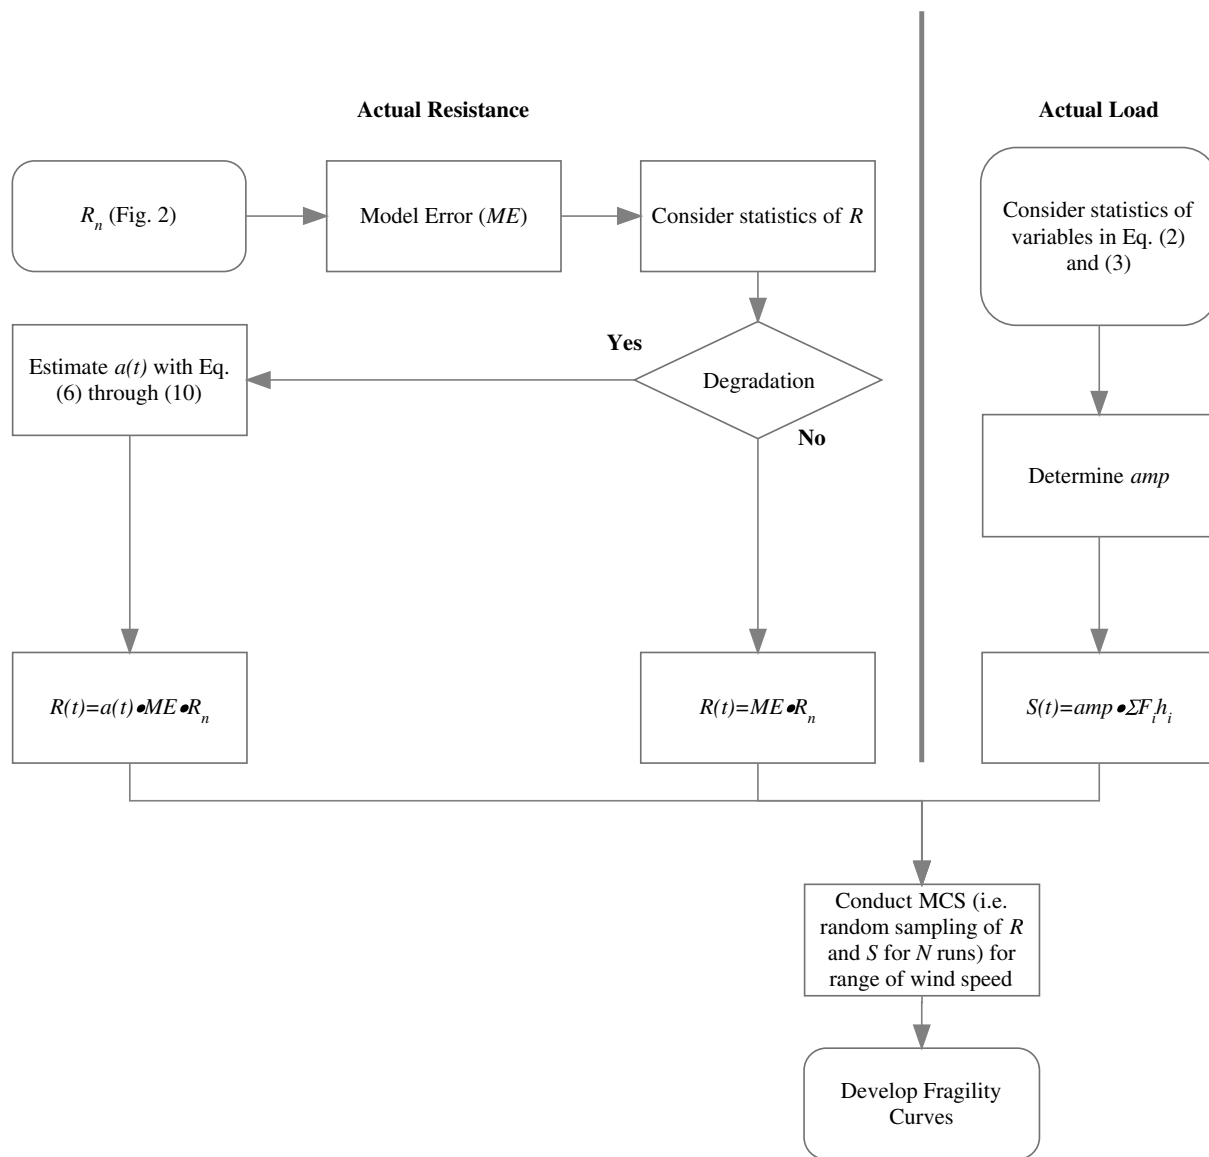 Actual Resistance
Actual Load
R_n (Fig. 2)
Model Error (ME)
Consider statistics of R
Consider statistics of
variables in Eq. (2)
and (3)
Estimate a(t) with Eq.
(6) through (10)
Yes
Degradation
No
Determine amp
R(t)=a(t)•ME•R_n
R(t)=ME•R_n
S(t)=amp•ΣF_ih_i
Conduct MCS (i.e.
random sampling of R
and S for N runs) for
range of wind speed
Develop Fragility
Curves